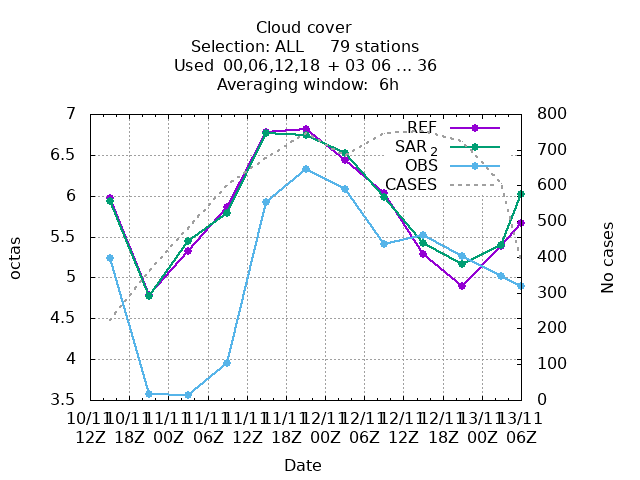 Cloud cover
Selection: ALL 79 stations
Used 00,06,12,18 + 03 06 ... 36
Averaging window: 6h
7
6.5
6
5.5
5
4.5
4
3.5
octas
800
700
600
500
400
300
200
100
0
No cases
REF
SAR 2
OBS
CASES
10/11 10/11 11/11 11/11 11/11 11/11 12/11 12/11 12/11 12/11 13/11 13/11
12Z 18Z 00Z 06Z 12Z 18Z 00Z 06Z 12Z 18Z 00Z 06Z
Date